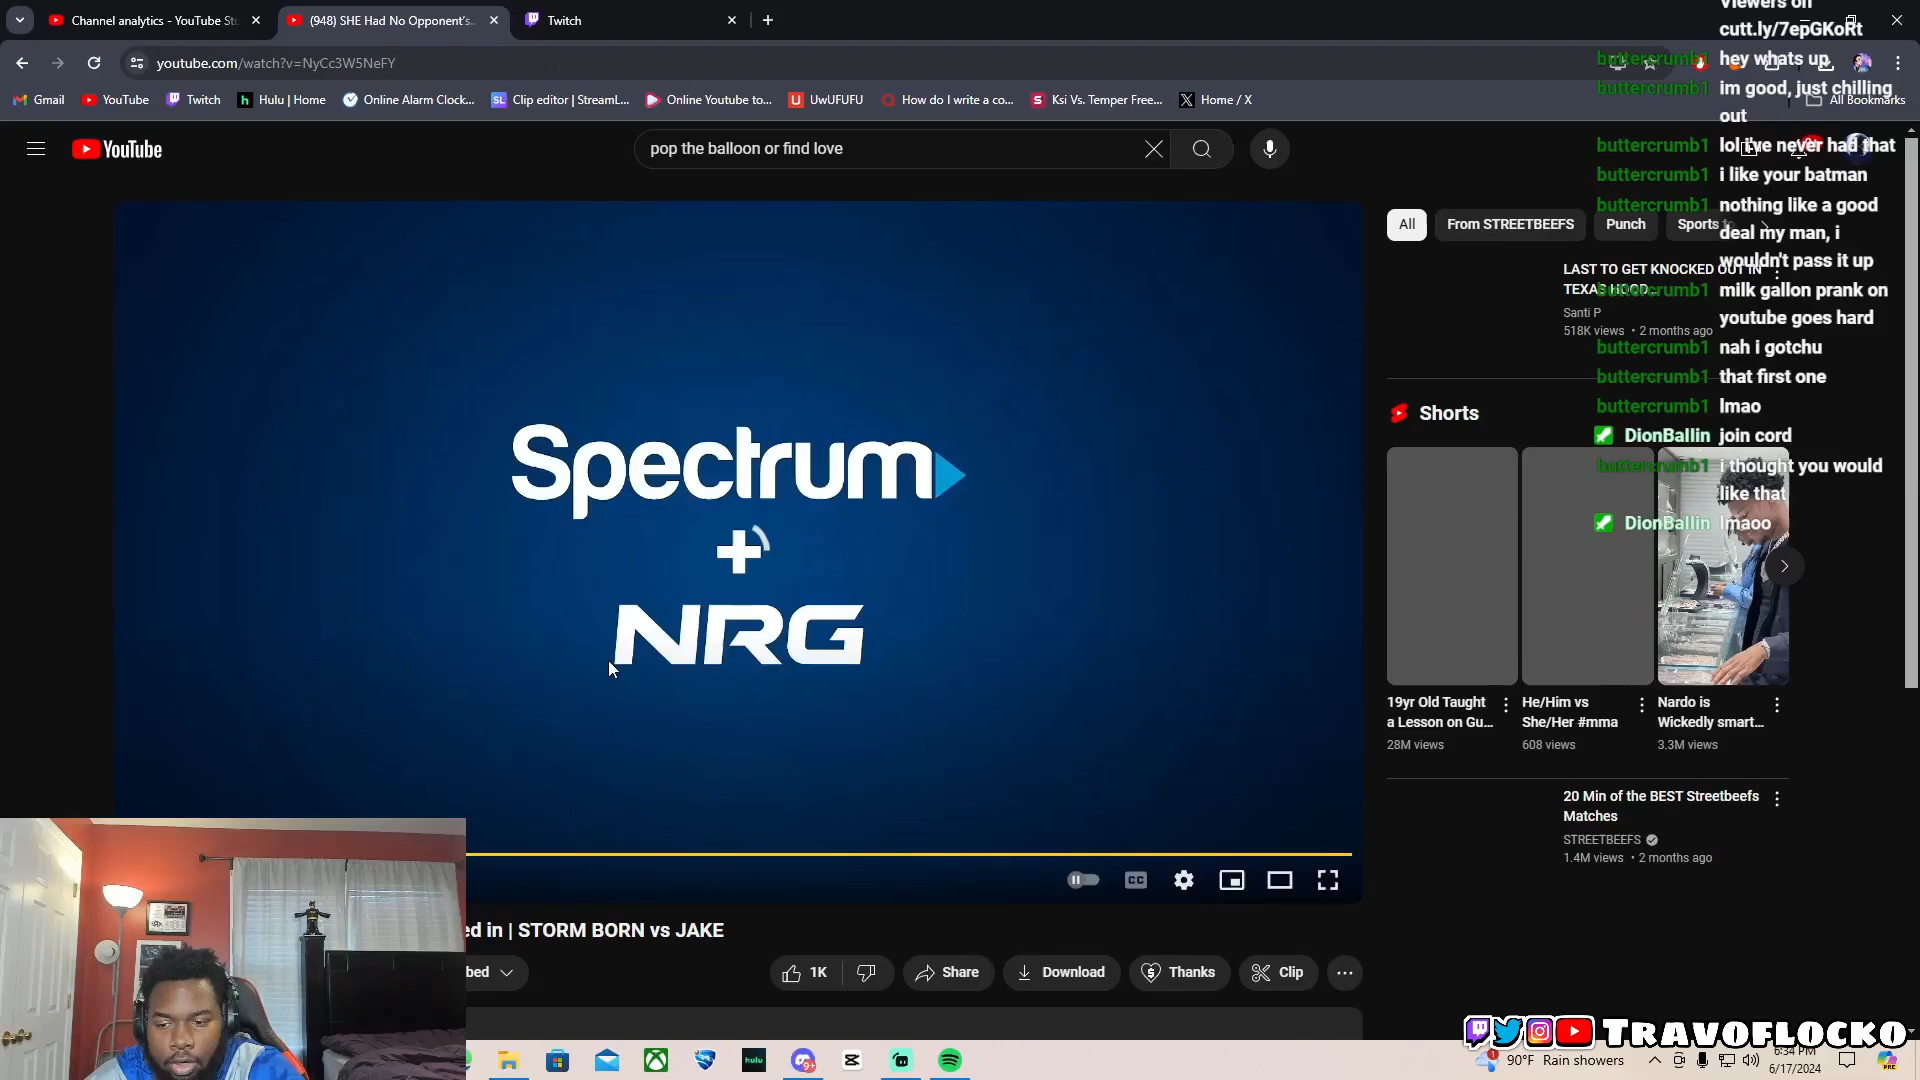 Channel analytics - YouTube St
(948) SHE Had No Opponent's
Twitch
youtube.com/watch?v=NyCc3W5NeFY
Gmail
YouTube
Twitch
Hulu | Home
Online Alarm Clock...
Clip editor | StreamL...
Online Youtube to...
UwUFUFU
How do I write a co...
Ksi Vs. Temper Free...
Home / X
All Bookmarks
YouTube
pop the balloon or find love
Viewers on
cutt.ly/7epGKoRt
buttercrumb1 hey whats up
buttercrumb1 im good, just chilling
out
buttercrumb1 lol i've never had that
buttercrumb1 i like your batman
buttercrumb1 nothing like a good
deal my man, i
wouldn't pass it up
buttercrumb1 milk gallon prank on
youtube goes hard
buttercrumb1 nah i gotchu
buttercrumb1 that first one
buttercrumb1 lmao
DionBallin join cord
buttercrumb1 i thought you would
like that
DionBallin lmaoo
All
From STREETBEEFS
Punch
Sports
LAST TO GET KNOCKED OUT IN
TEXAS HOOD...
Santi P
518K views • 2 months ago
Shorts
19yr Old Taught
a Lesson on Gu...
28M views
He/Him vs
She/Her #mma
608 views
Nardo is
Wickedly smart...
3.3M views
20 Min of the BEST Streetbeefs
Matches
STREETBEEFS
1.4M views • 2 months ago
Spectrum
+
NRG
CC
ed in | STORM BORN vs JAKE
bed
1K
Share
Download
Thanks
Clip
TRAVOFLOCKO
hulu
9+
90°F Rain showers
6:34 PM
6/17/2024
PRE